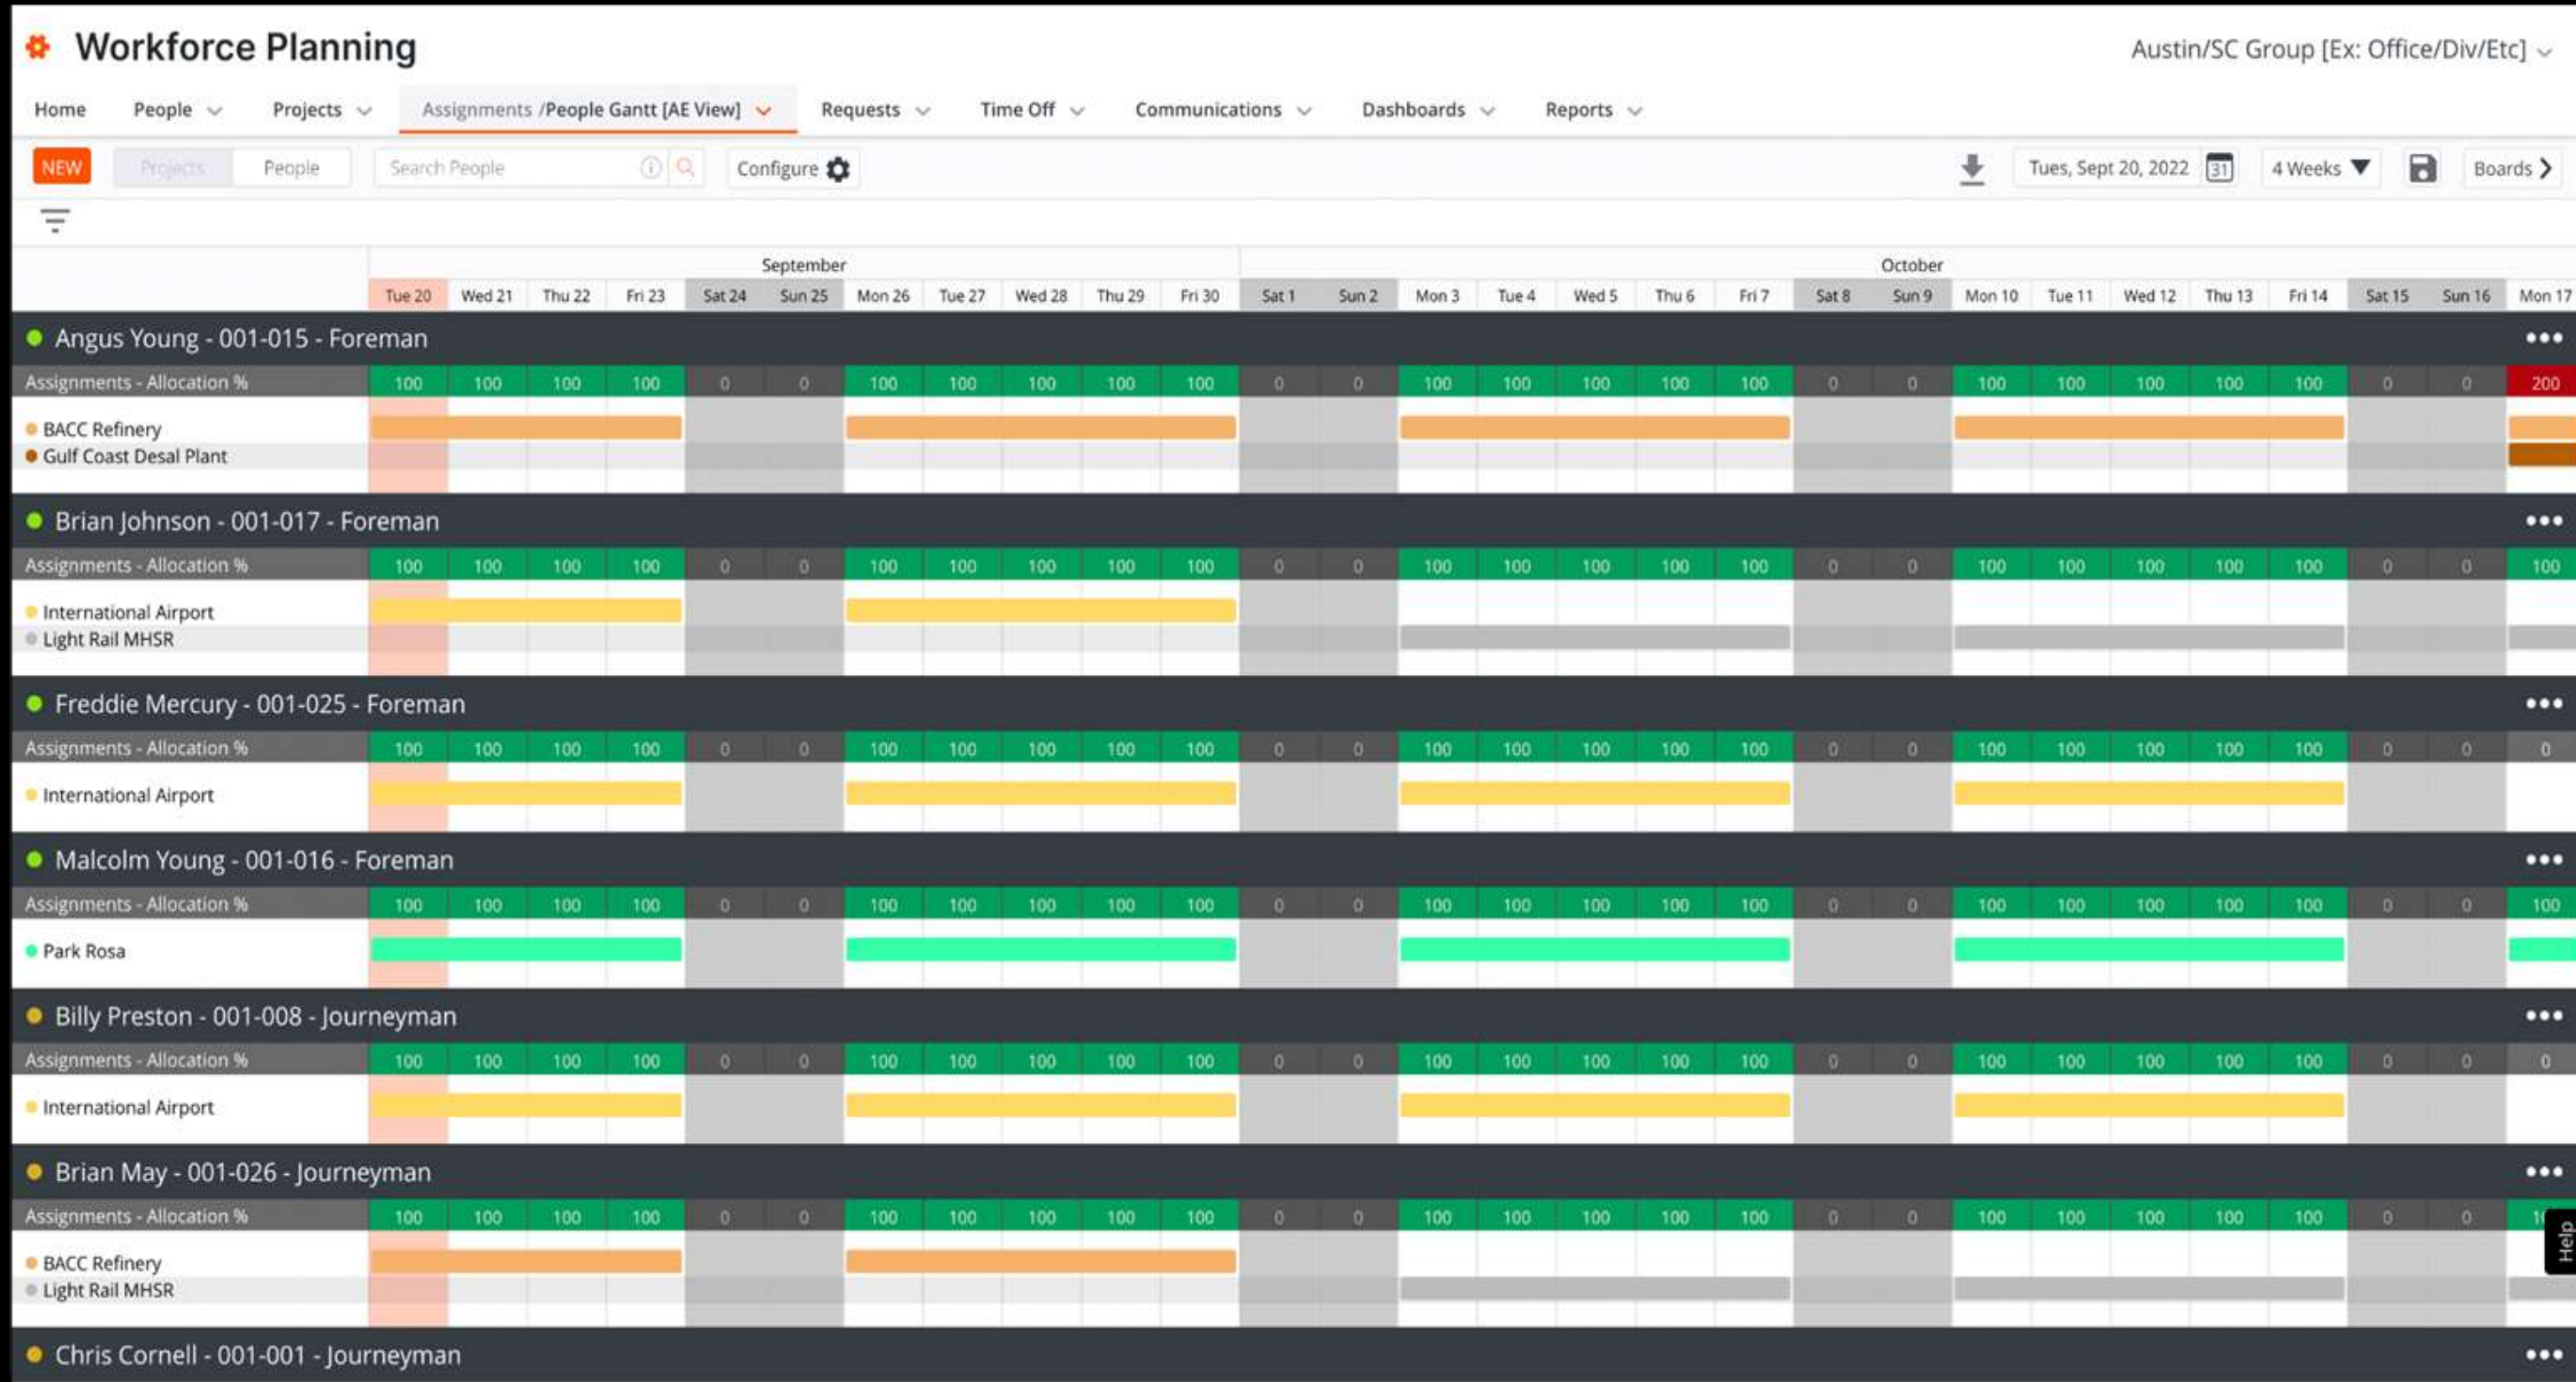 Workforce Planning
Austin/SC Group [Ex: Office/Div/Etc]
Home People Projects Assignments /People Gantt [AE View] Requests Time Off Communications Dashboards Reports
NEW Projects People Search People Configure Tues, Sept 20, 2022 31 4 Weeks Boards
September October
Tue 20 Wed 21 Thu 22 Fri 23 Sat 24 Sun 25 Mon 26 Tue 27 Wed 28 Thu 29 Fri 30 Sat 1 Sun 2 Mon 3 Tue 4 Wed 5 Thu 6 Fri 7 Sat 8 Sun 9 Mon 10 Tue 11 Wed 12 Thu 13 Fri 14 Sat 15 Sun 16 Mon 17
Angus Young - 001-015 - Foreman
Assignments - Allocation % 100 100 100 100 0 0 100 100 100 100 100 0 0 100 100 100 100 100 0 0 100 100 100 100 100 0 0 200
BACC Refinery
Gulf Coast Desal Plant
Brian Johnson - 001-017 - Foreman
Assignments - Allocation % 100 100 100 100 0 0 100 100 100 100 100 0 0 100 100 100 100 100 0 0 100 100 100 100 100 0 0 100
International Airport
Light Rail MHSR
Freddie Mercury - 001-025 - Foreman
Assignments - Allocation % 100 100 100 100 0 0 100 100 100 100 100 0 0 100 100 100 100 100 0 0 100 100 100 100 100 0 0 0
International Airport
Malcolm Young - 001-016 - Foreman
Assignments - Allocation % 100 100 100 100 0 0 100 100 100 100 100 0 0 100 100 100 100 100 0 0 100 100 100 100 100 0 0 100
Park Rosa
Billy Preston - 001-008 - Journeyman
Assignments - Allocation % 100 100 100 100 0 0 100 100 100 100 100 0 0 100 100 100 100 100 0 0 100 100 100 100 100 0 0 0
International Airport
Brian May - 001-026 - Journeyman
Assignments - Allocation % 100 100 100 100 0 0 100 100 100 100 100 0 0 100 100 100 100 100 0 0 100 100 100 100 100 0 0
Help
BACC Refinery
Light Rail MHSR
Chris Cornell - 001-001 - Journeyman